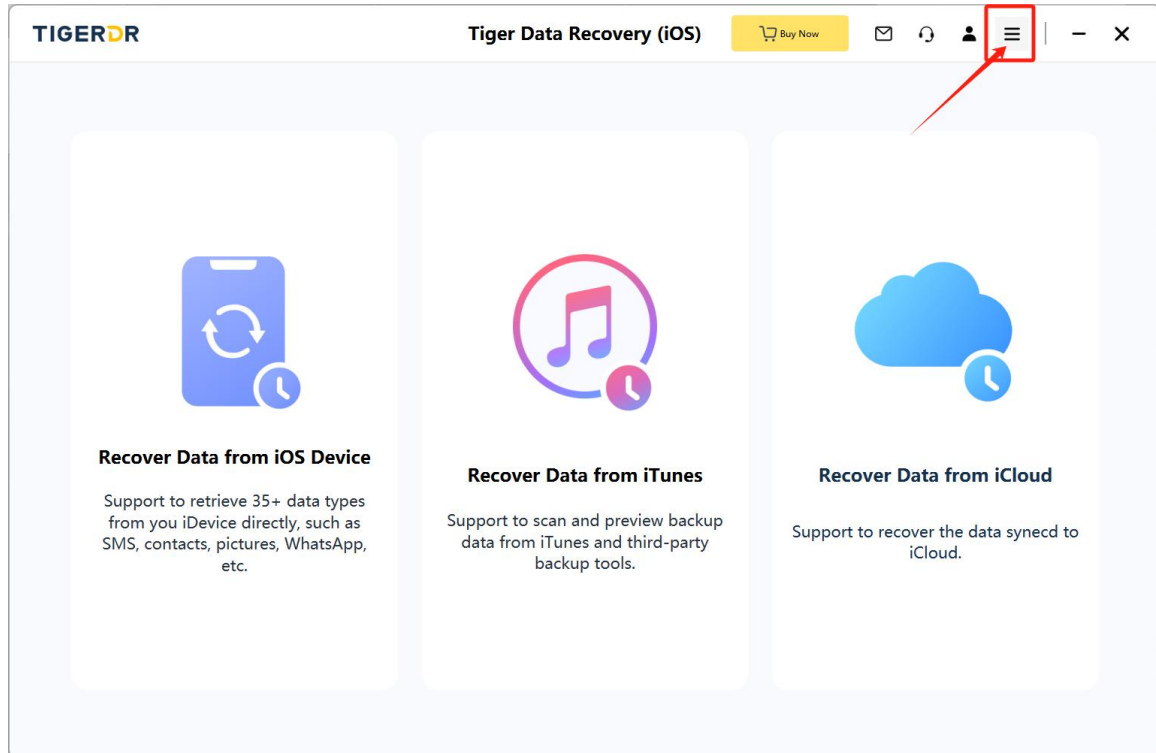 TIGERDR
Tiger Data Recovery (iOS)
Buy Now
Recover Data from iOS Device
Support to retrieve 35+ data types
from you iDevice directly, such as
SMS, contacts, pictures, WhatsApp,
etc.
Recover Data from iTunes
Support to scan and preview backup
data from iTunes and third-party
backup tools.
Recover Data from iCloud
Support to recover the data synecd to
iCloud.